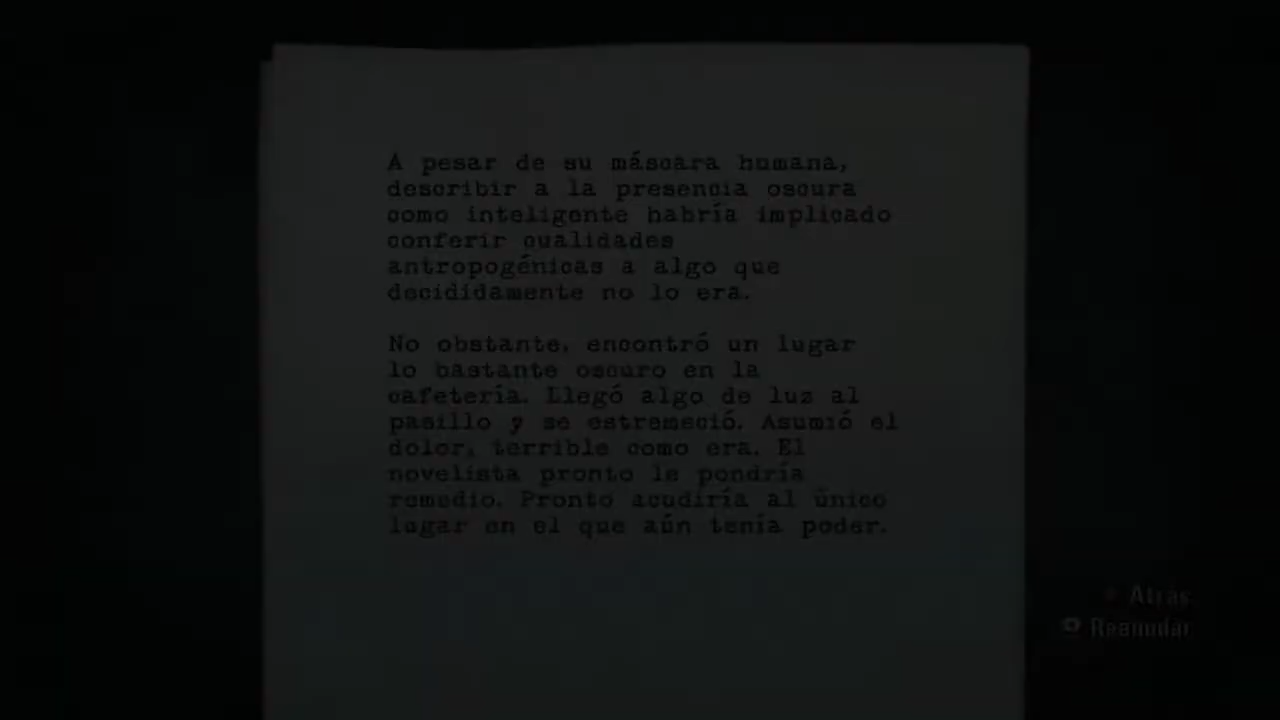 A pesar de su máscara humana,
describir a la presencia oscura
como inteligente habría implicado
conferir cualidades
antropogénicas a algo que
decididamente no lo era.
No obstante, encontró un lugar
lo bastante oscuro en la
cafetería. Llegó algo de luz al
pasillo y se estremeció. Asumió el
dolor, terrible como era. El
novelista pronto le pondría
remedio. Pronto acudiría al único
lugar en el que aún tenía poder.
Atrás
Reanudar